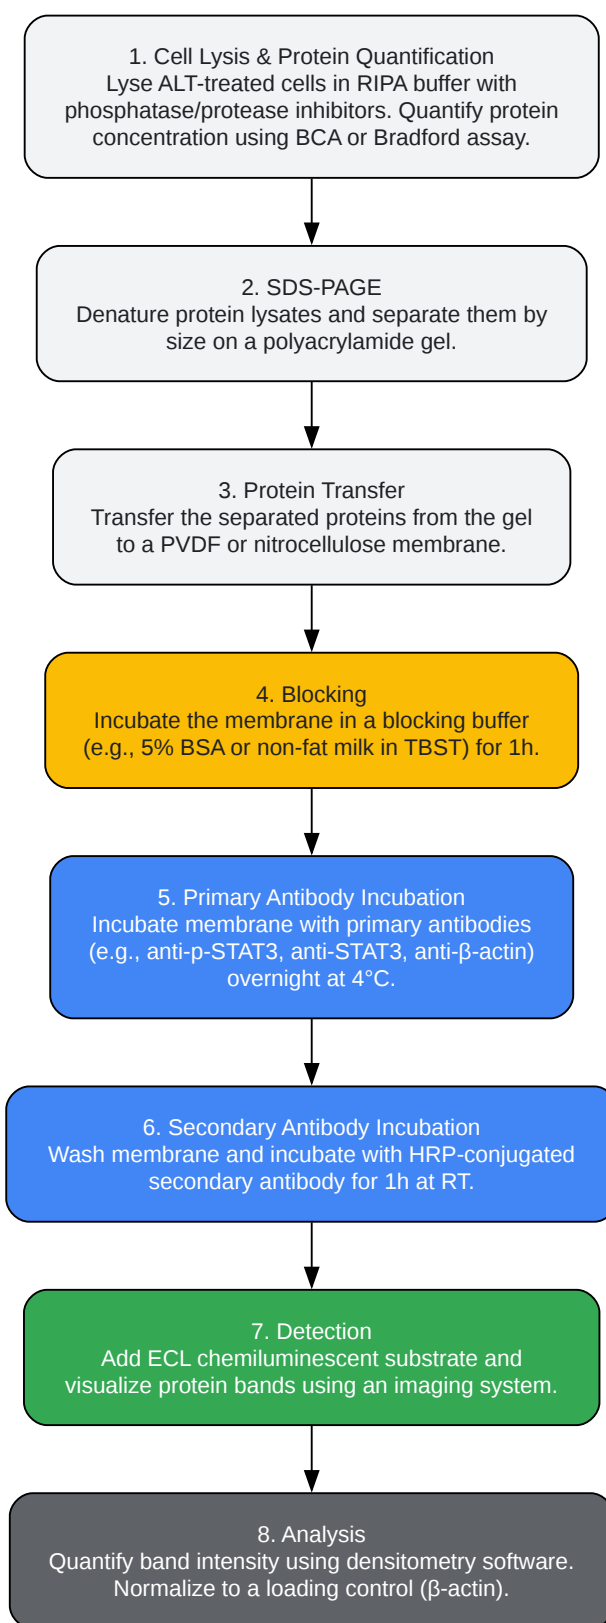 1. Cell Lysis & Protein Quantification
Lyse ALT-treated cells in RIPA buffer with
phosphatase/protease inhibitors. Quantify protein
concentration using BCA or Bradford assay.
2. SDS-PAGE
Denature protein lysates and separate them by
size on a polyacrylamide gel.
3. Protein Transfer
Transfer the separated proteins from the gel
to a PVDF or nitrocellulose membrane.
4. Blocking
Incubate the membrane in a blocking buffer
(e.g., 5% BSA or non-fat milk in TBST) for 1h.
5. Primary Antibody Incubation
Incubate membrane with primary antibodies
(e.g., anti-p-STAT3, anti-STAT3, anti-β-actin)
overnight at 4°C.
6. Secondary Antibody Incubation
Wash membrane and incubate with HRP-conjugated
secondary antibody for 1h at RT.
7. Detection
Add ECL chemiluminescent substrate and
visualize protein bands using an imaging system.
8. Analysis
Quantify band intensity using densitometry software.
Normalize to a loading control (β-actin).